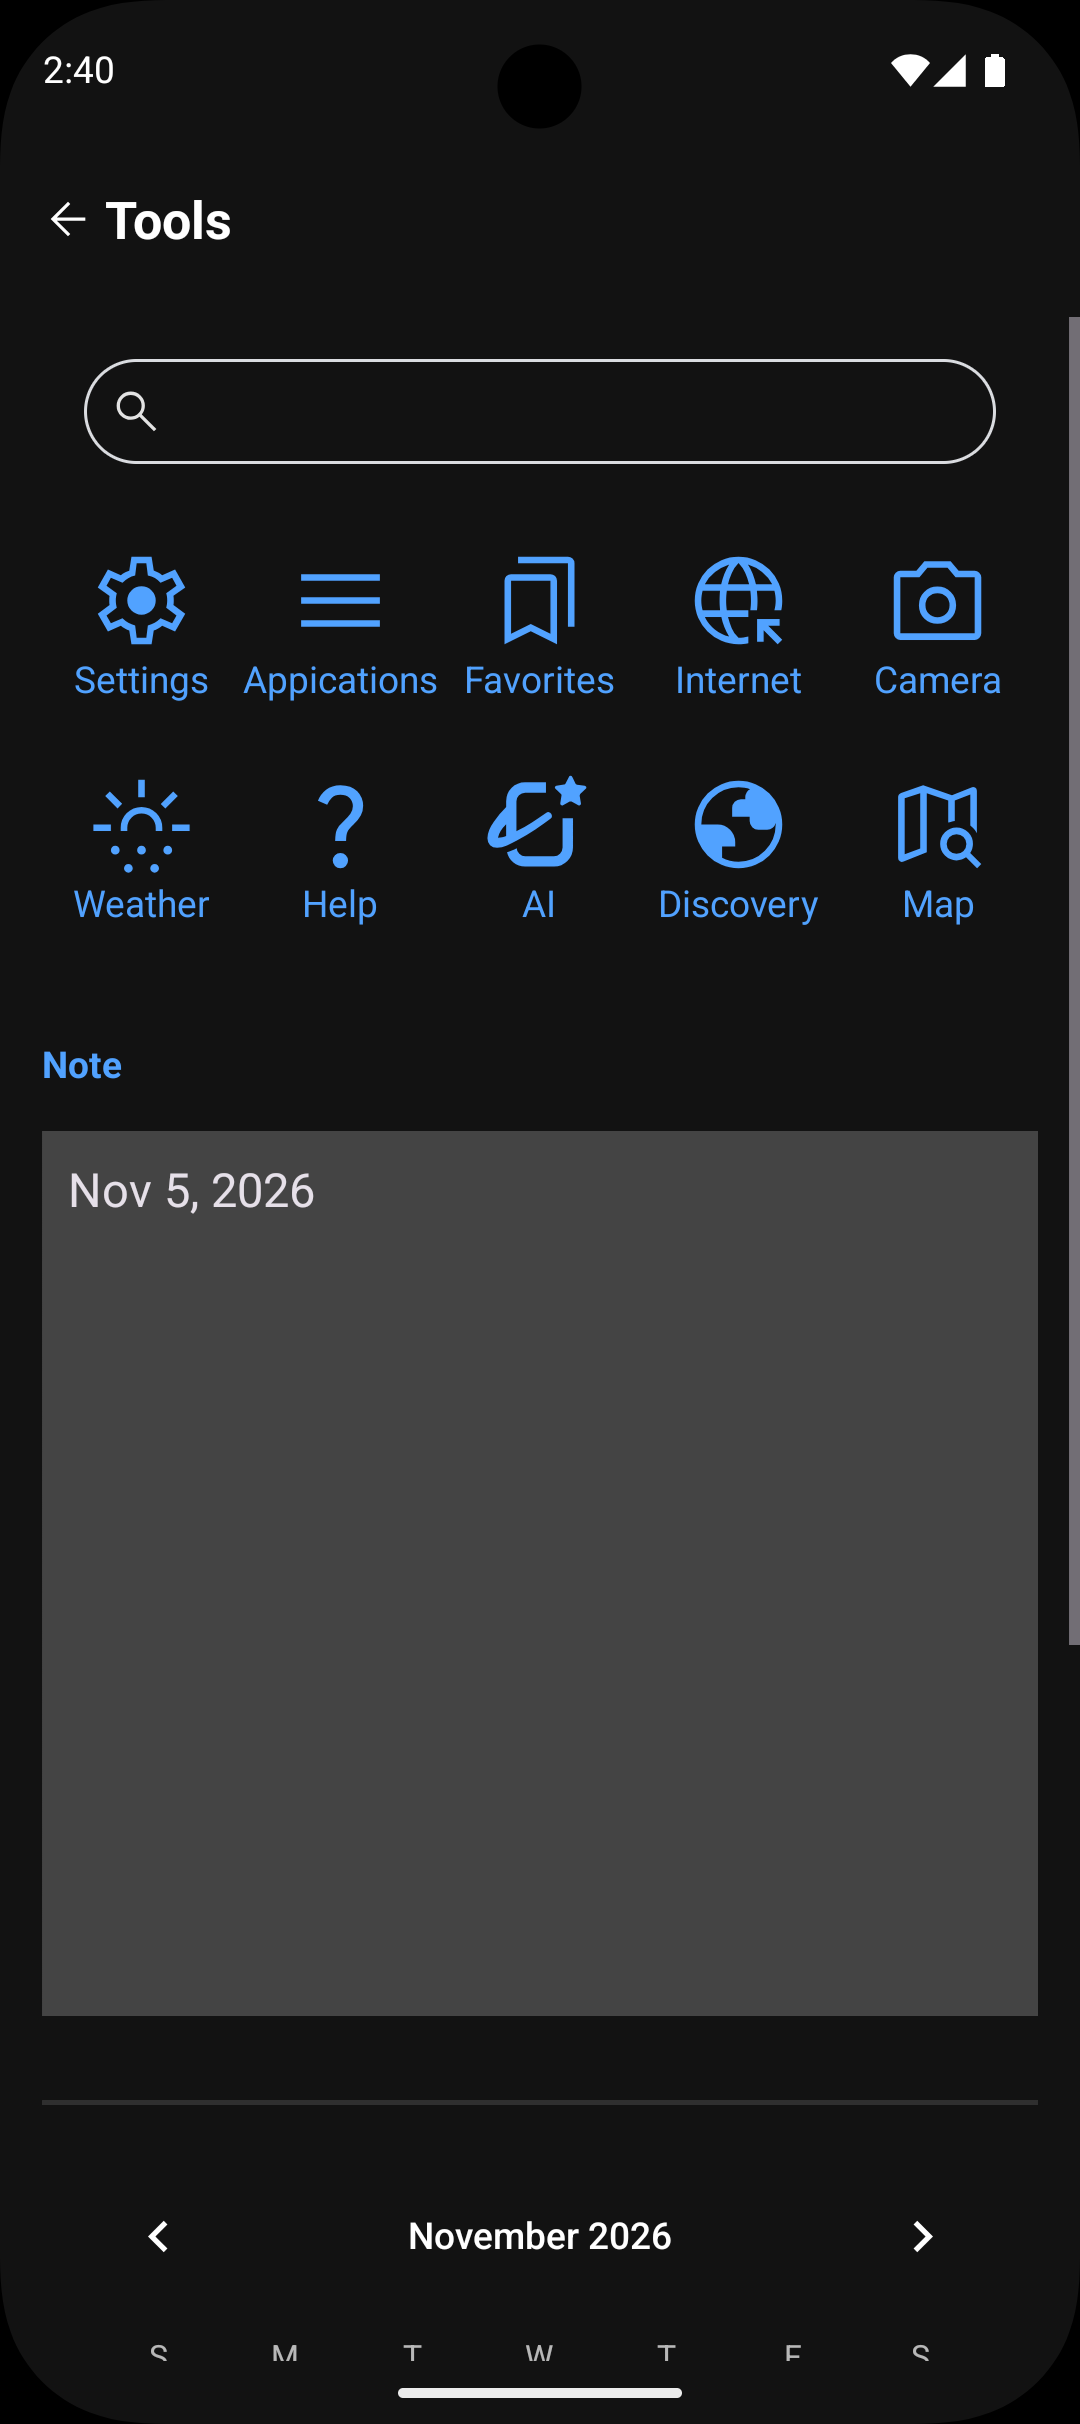 2:40
Tools
Settings Appications Favorites Internet Camera
Weather Help AI Discovery Map
Note
Nov 5, 2026
November 2026
S M T W T F S